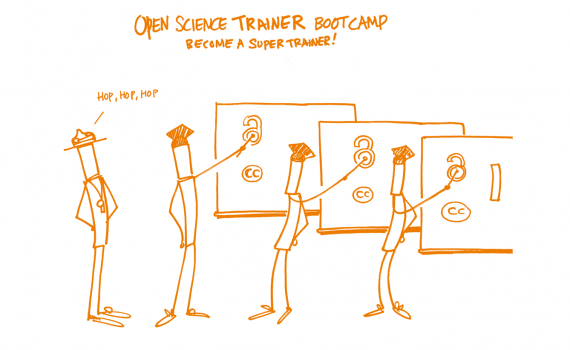 OPEN SCIENCE TRAINER BOOTCAMP
BECOME A SUPER TRAINER!
HOP, HOP, HOP
CC
CC
CC